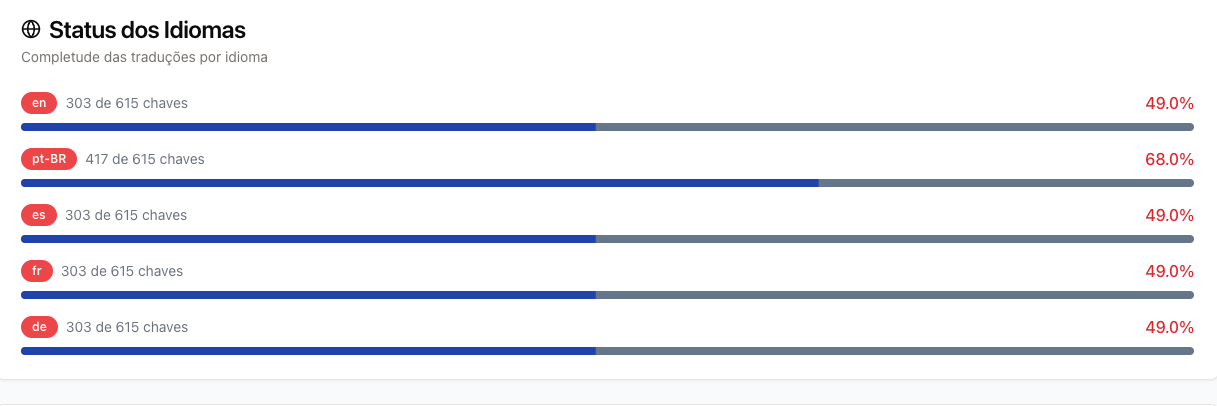 Status dos Idiomas
Completude das traduções por idioma
en 303 de 615 chaves 49.0%
pt-BR 417 de 615 chaves 68.0%
es 303 de 615 chaves 49.0%
fr 303 de 615 chaves 49.0%
de 303 de 615 chaves 49.0%